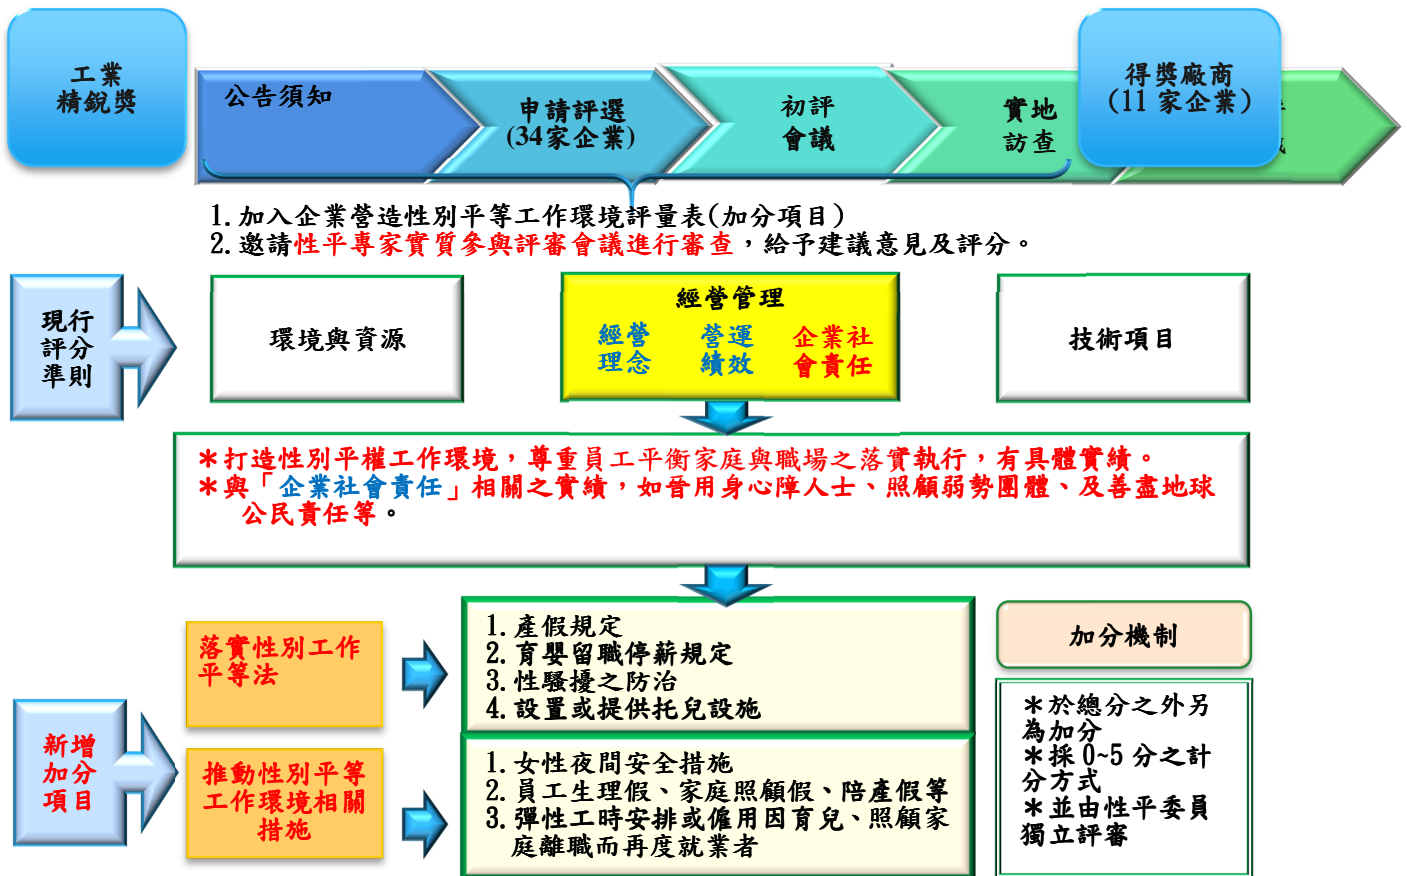 工業
精銳獎
公告須知
申請評選
(34家企業)
初評
會議
實地
訪查
得獎廠商
(11 家企業)
1.加入企業營造性別平等工作環境評量表(加分項目)
2.邀請性平專家實質參與評審會議進行審查，給予建議意見及評分。
現行
評分
準則
環境與資源
經營管理
經營
理念
營運
績效
企業社
會責任
技術項目
＊打造性別平權工作環境，尊重員工平衡家庭與職場之落實執行，有具體實績。
＊與「企業社會責任」相關之實績，如晉用身心障人士、照顧弱勢團體、及善盡地球
公民責任等。
新增
加分
項目
落實性別工作
平等法
1.產假規定
2.育嬰留職停薪規定
3.性騷擾之防治
4.設置或提供托兒設施
推動性別平等
工作環境相關
措施
1.女性夜間安全措施
2.員工生理假、家庭照顧假、陪產假等
3.彈性工時安排或僱用因育兒、照顧家
庭離職而再度就業者
加分機制
＊於總分之外另
為加分
＊採 0~5 分之計
分方式
＊並由性平委員
獨立評審